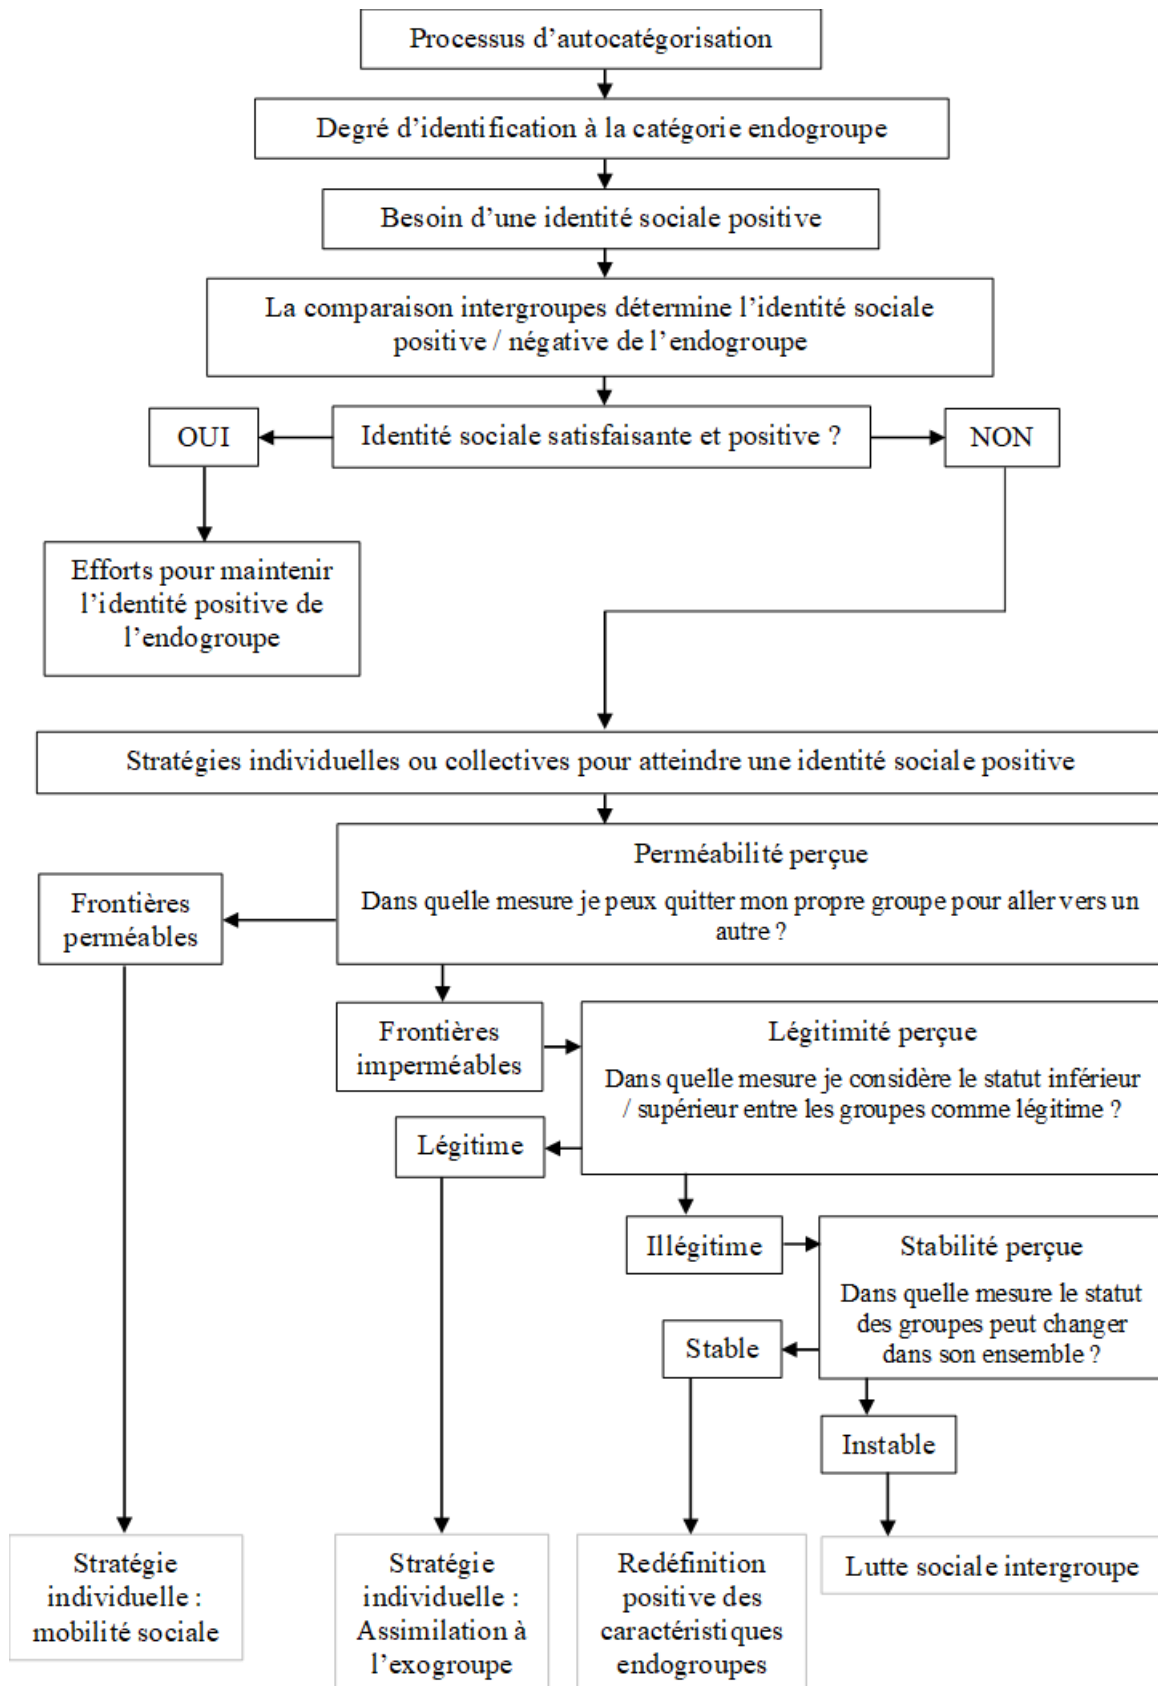 Processus d’autocatégorisation
Degré d’identification à la catégorie endogroupe
Besoin d’une identité sociale positive
La comparaison intergroupes détermine l’identité sociale
positive / négative de l’endogroupe
OUI
Identité sociale satisfaisante et positive ?
NON
Efforts pour maintenir
l’identité positive de
l’endogroupe
Stratégies individuelles ou collectives pour atteindre une identité sociale positive
Perméabilité perçue
Dans quelle mesure je peux quitter mon propre groupe pour aller vers un
autre ?
Frontières
perméables
Frontières
imperméables
Légitimité perçue
Dans quelle mesure je considère le statut inférieur
/ supérieur entre les groupes comme légitime ?
Légitime
Illégitime
Stabilité perçue
Dans quelle mesure le statut
des groupes peut changer
dans son ensemble ?
Stable
Instable
Stratégie
individuelle :
mobilité sociale
Stratégie
individuelle :
Assimilation à
l’exogroupe
Redéfinition
positive des
caractéristiques
endogroupes
Lutte sociale intergroupe